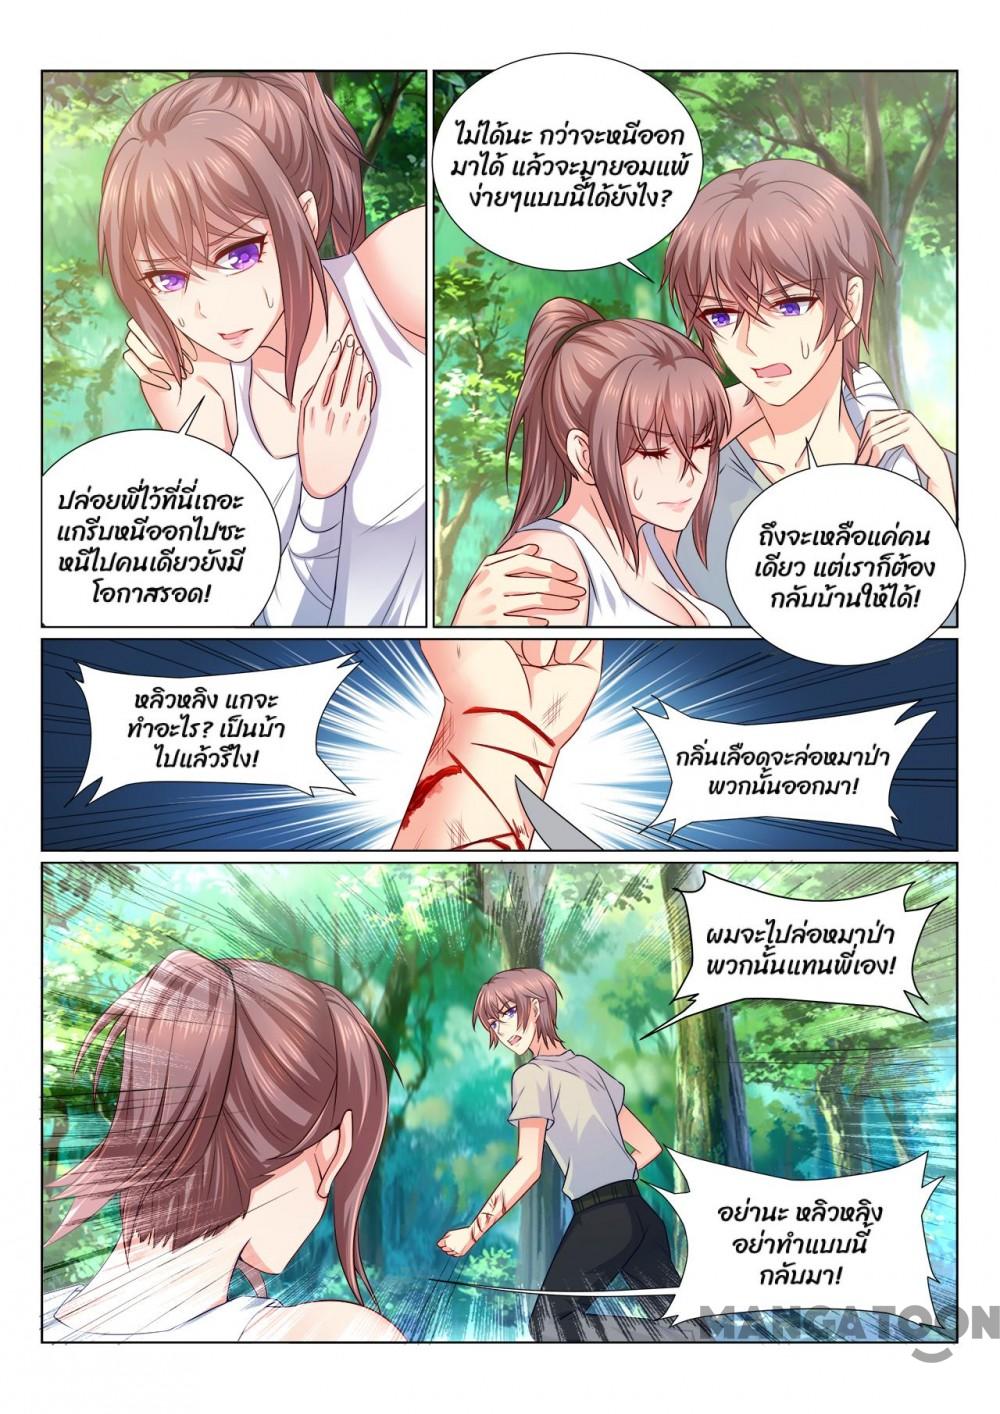 ปล่อยพี่ไว้ที่นี่เถอะ
แกรีบหนีออกไปซะ
หนีไปคนเดียวยังมี
โอกาสรอด!
ไม่ได้นะ กว่าจะหนีออก
มาได้ แล้วจะมายอมแพ้
ง่ายๆแบบนี้ได้ยังไง?
ถึงจะเหลือแค่คน
เดียว แต่เราก็ต้อง
กลับบ้านให้ได้!
หลิวหลิง แกจะ
ทำอะไร? เป็นบ้า
ไปแล้วรึไง!
กลิ่นเลือดจะล่อหมาป่า
พวกนั้นออกมา!
ผมจะไปล่อหมาป่า
พวกนั้นแทนพี่เอง!
อย่านะ หลิวหลิง
อย่าทำแบบนี้
กลับมา!
MANGATOON